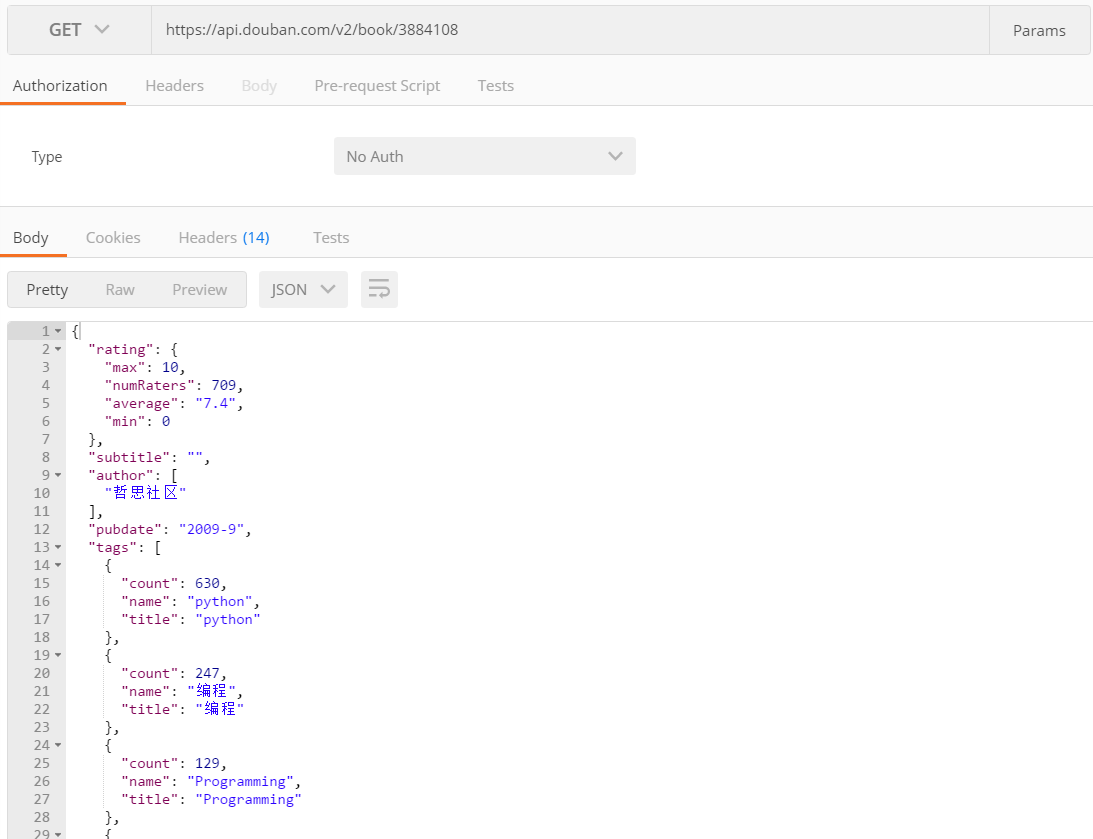 GET https://api.douban.com/v2/book/3884108 Params
Authorization Headers Body Pre-request Script Tests
Type No Auth
Body Cookies Headers (14) Tests
Pretty Raw Preview JSON
1 {
2 "rating": {
3 "max": 10,
4 "numRaters": 709,
5 "average": "7.4",
6 "min": 0
7 },
8 "subtitle": "",
9 "author": [
10 "哲思社区"
11 ],
12 "pubdate": "2009-9",
13 "tags": [
14 {
15 "count": 630,
16 "name": "python",
17 "title": "python"
18 },
19 {
20 "count": 247,
21 "name": "编程",
22 "title": "编程"
23 },
24 {
25 "count": 129,
26 "name": "Programming",
27 "title": "Programming"
28 },
29 {